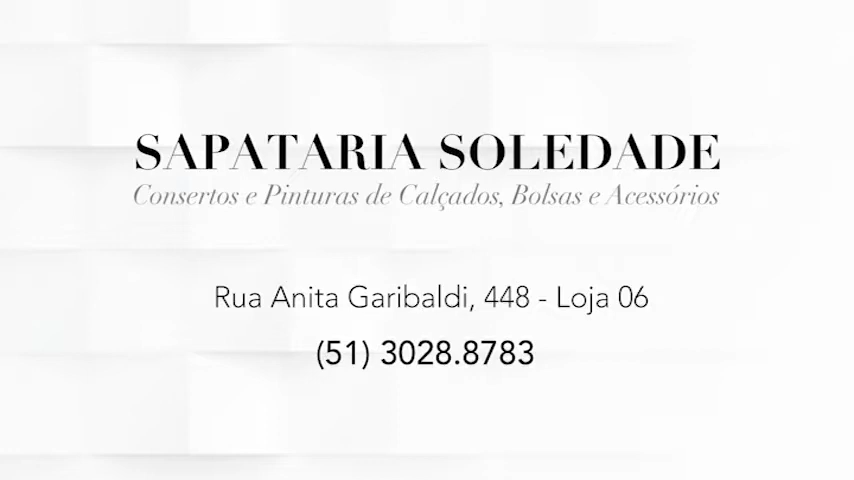 SAPATARIA SOLEDADE
Consertos e Pinturas de Calçados, Bolsas e Acessórios
Rua Anita Garibaldi, 448 - Loja 06
(51) 3028.8783